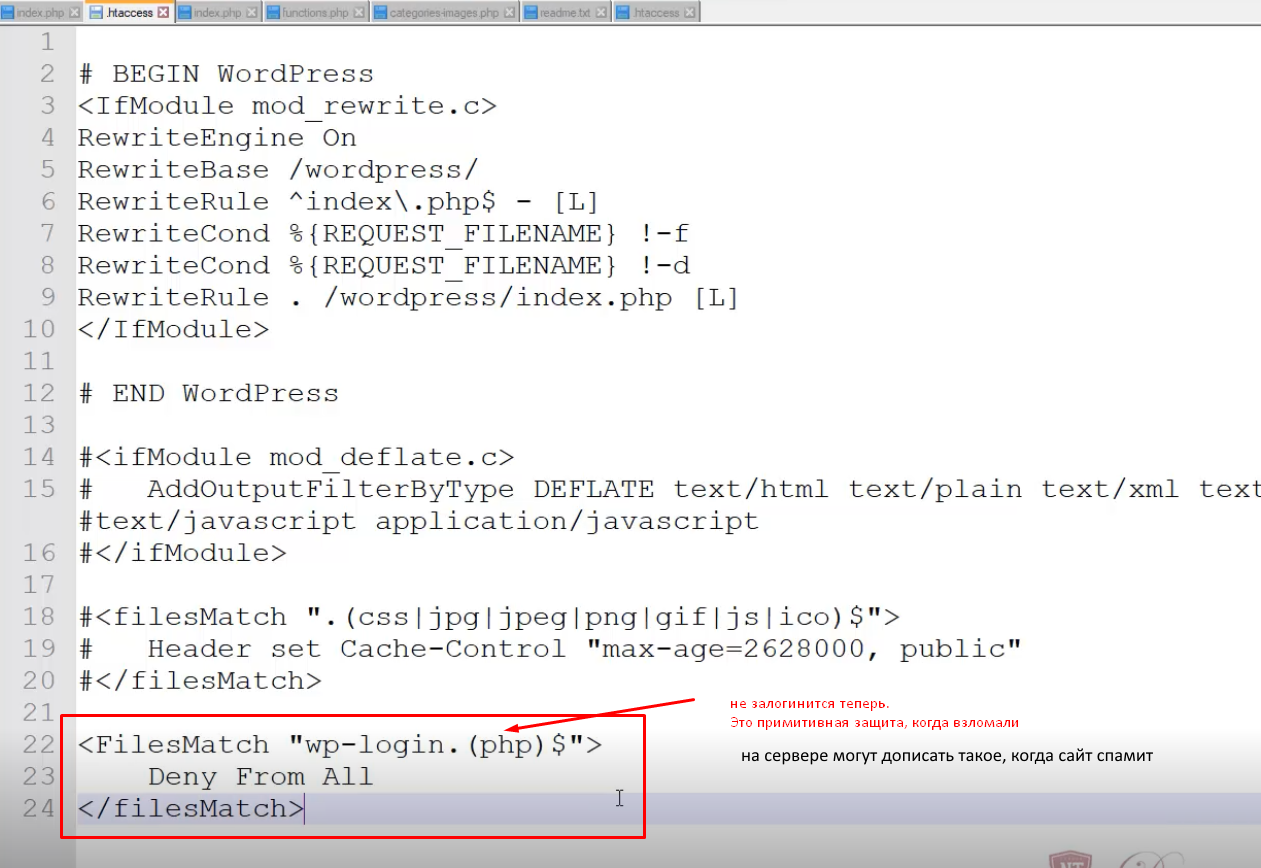 index.php .htaccess index.php functions.php categories-images.php readme.txt .htaccess
1
2 # BEGIN WordPress
3 <IfModule mod_rewrite.c>
4 RewriteEngine On
5 RewriteBase /wordpress/
6 RewriteRule ^index\.php$ - [L]
7 RewriteCond %{REQUEST_FILENAME} !-f
8 RewriteCond %{REQUEST_FILENAME} !-d
9 RewriteRule . /wordpress/index.php [L]
10 </IfModule>
11
12 # END WordPress
13
14 #<ifModule mod_deflate.c>
15 #   AddOutputFilterByType DEFLATE text/html text/plain text/xml text
#text/javascript application/javascript
16 #</ifModule>
17
18 #<filesMatch ".(css|jpg|jpeg|png|gif|js|ico)$">
19 #   Header set Cache-Control "max-age=2628000, public"
20 #</filesMatch>
21
не залогинится теперь.
Это примитивная защита, когда взломали
22 <FilesMatch "wp-login.(php)$">
на сервере могут дописать такое, когда сайт спамит
23     Deny From All
24 </filesMatch>
NT